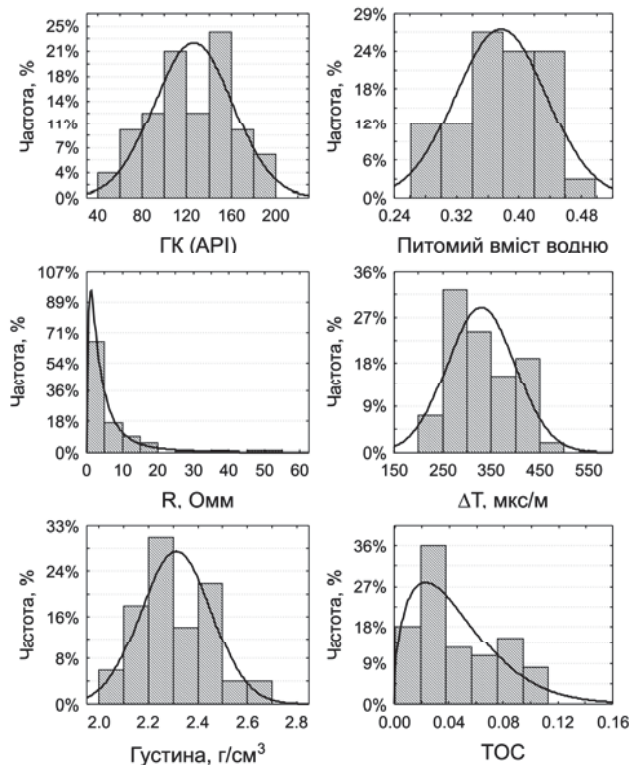 Частота, %
25%
21%
18%
14%
11%
7%
4%
0%
40 80 120 160 200
ГК (API)
Частота, %
29%
24%
18%
12%
6%
0%
0.24 0.32 0.40 0.48
Питомий вміст водню
Частота, %
107%
89%
71%
54%
36%
18%
0%
0 10 20 30 40 50 60
R, Омм
Частота, %
36%
27%
18%
9%
0%
150 250 350 450 550
ΔT, мкс/м
Частота, %
33%
24%
16%
8%
0%
2.0 2.2 2.4 2.6 2.8
Густина, г/см³
Частота, %
36%
27%
18%
9%
0%
0.00 0.04 0.08 0.12 0.16
TOC